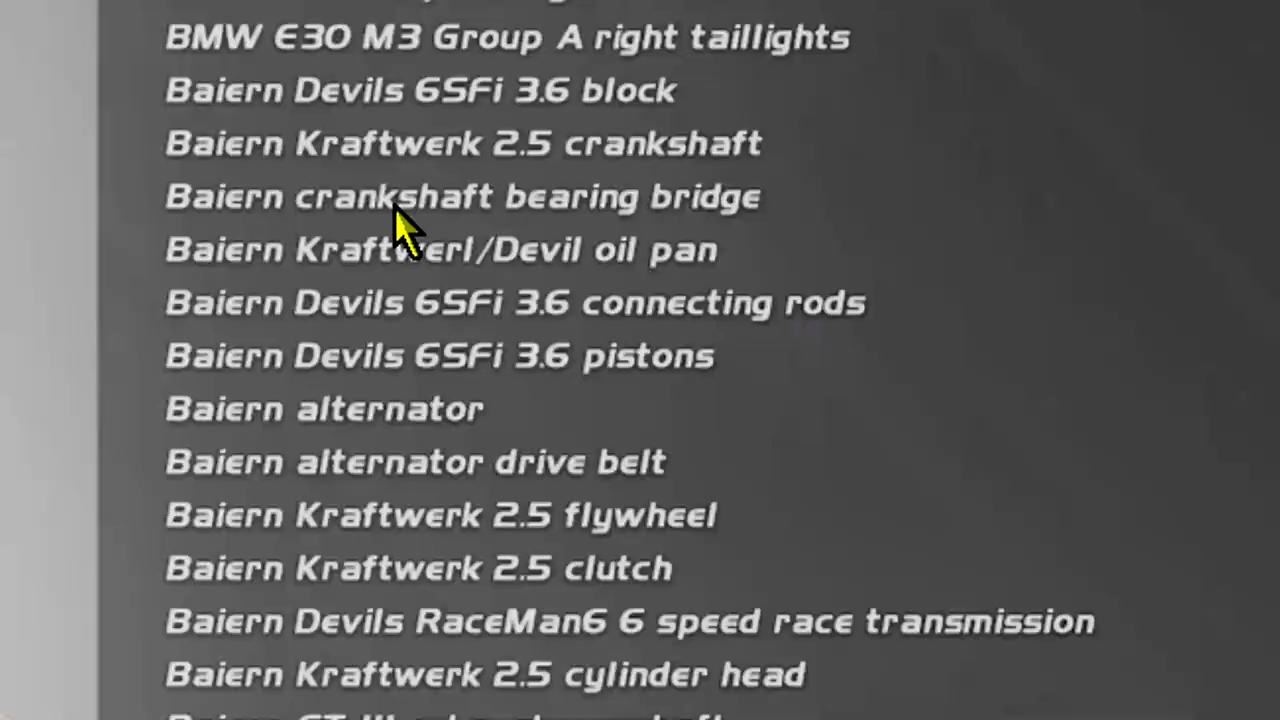 BMW E30 M3 Group A right taillights
Baiern Devils 6SFi 3.6 block
Baiern Kraftwerk 2.5 crankshaft
Baiern crankshaft bearing bridge
Baiern Kraftwerl/Devil oil pan
Baiern Devils 6SFi 3.6 connecting rods
Baiern Devils 6SFi 3.6 pistons
Baiern alternator
Baiern alternator drive belt
Baiern Kraftwerk 2.5 flywheel
Baiern Kraftwerk 2.5 clutch
Baiern Devils RaceMan6 6 speed race transmission
Baiern Kraftwerk 2.5 cylinder head